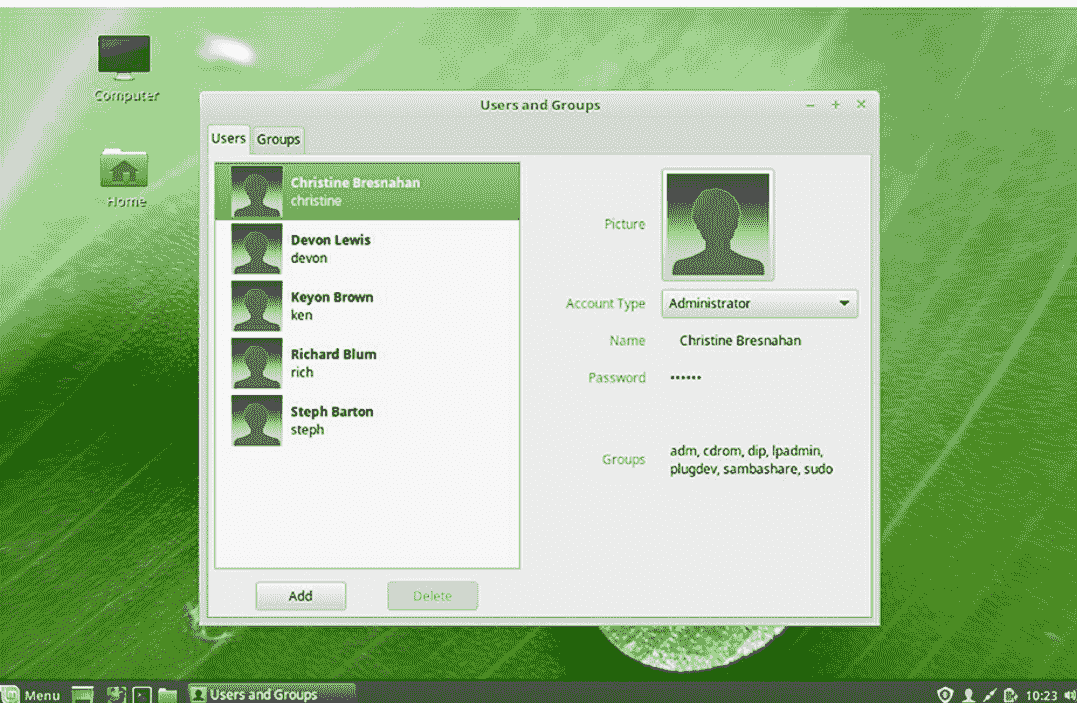 Computer
Home
Users and Groups
Users Groups
Christine Bresnahan
christine
Devon Lewis
devon
Keyon Brown
ken
Richard Blum
rich
Steph Barton
steph
Add Delete
Picture
Account Type Administrator
Name Christine Bresnahan
Password ••••••
Groups adm, cdrom, dip, lpadmin,
plugdev, sambashare, sudo
Menu Users and Groups 10:23